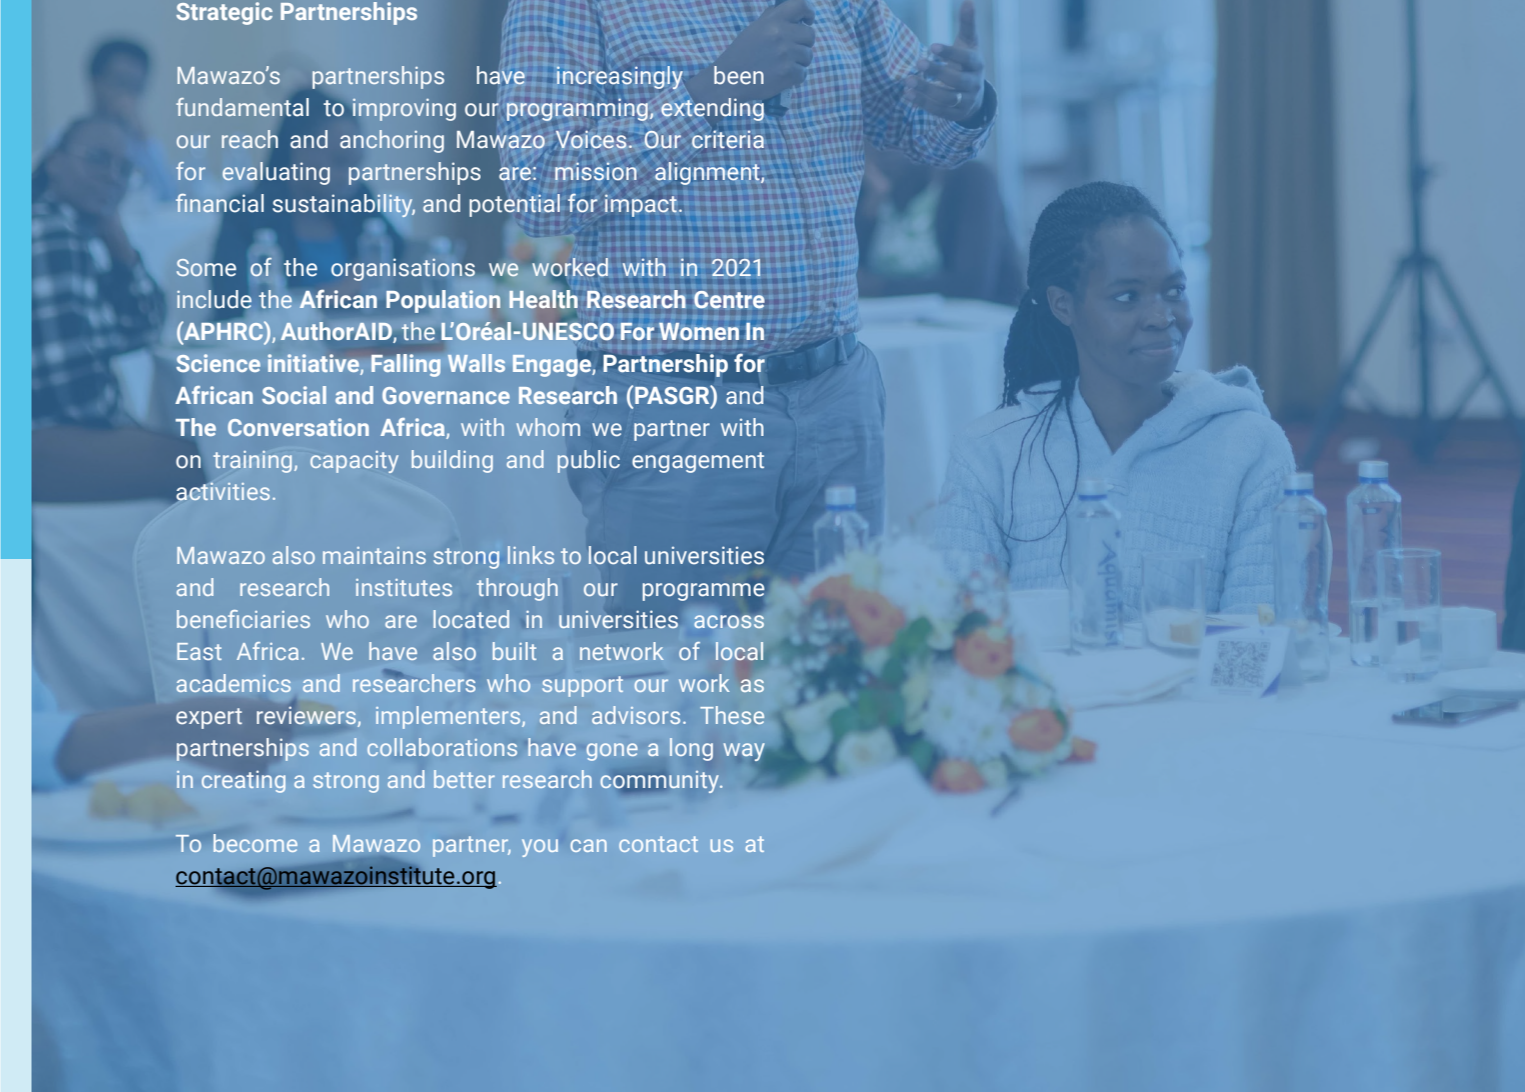 Strategic Partnerships
Mawazo’s partnerships have increasingly been
fundamental to improving our programming, extending
our reach and anchoring Mawazo Voices. Our criteria
for evaluating partnerships are: mission alignment,
financial sustainability, and potential for impact.
Some of the organisations we worked with in 2021
include the African Population Health Research Centre
(APHRC), AuthorAID, the L’Oréal-UNESCO For Women In
Science initiative, Falling Walls Engage, Partnership for
African Social and Governance Research (PASGR) and
The Conversation Africa, with whom we partner with
on training, capacity building and public engagement
activities.
Mawazo also maintains strong links to local universities
and research institutes through our programme
beneficiaries who are located in universities across
East Africa. We have also built a network of local
academics and researchers who support our work as
expert reviewers, implementers, and advisors. These
partnerships and collaborations have gone a long way
in creating a strong and better research community.
To become a Mawazo partner, you can contact us at
contact@mawazoinstitute.org.